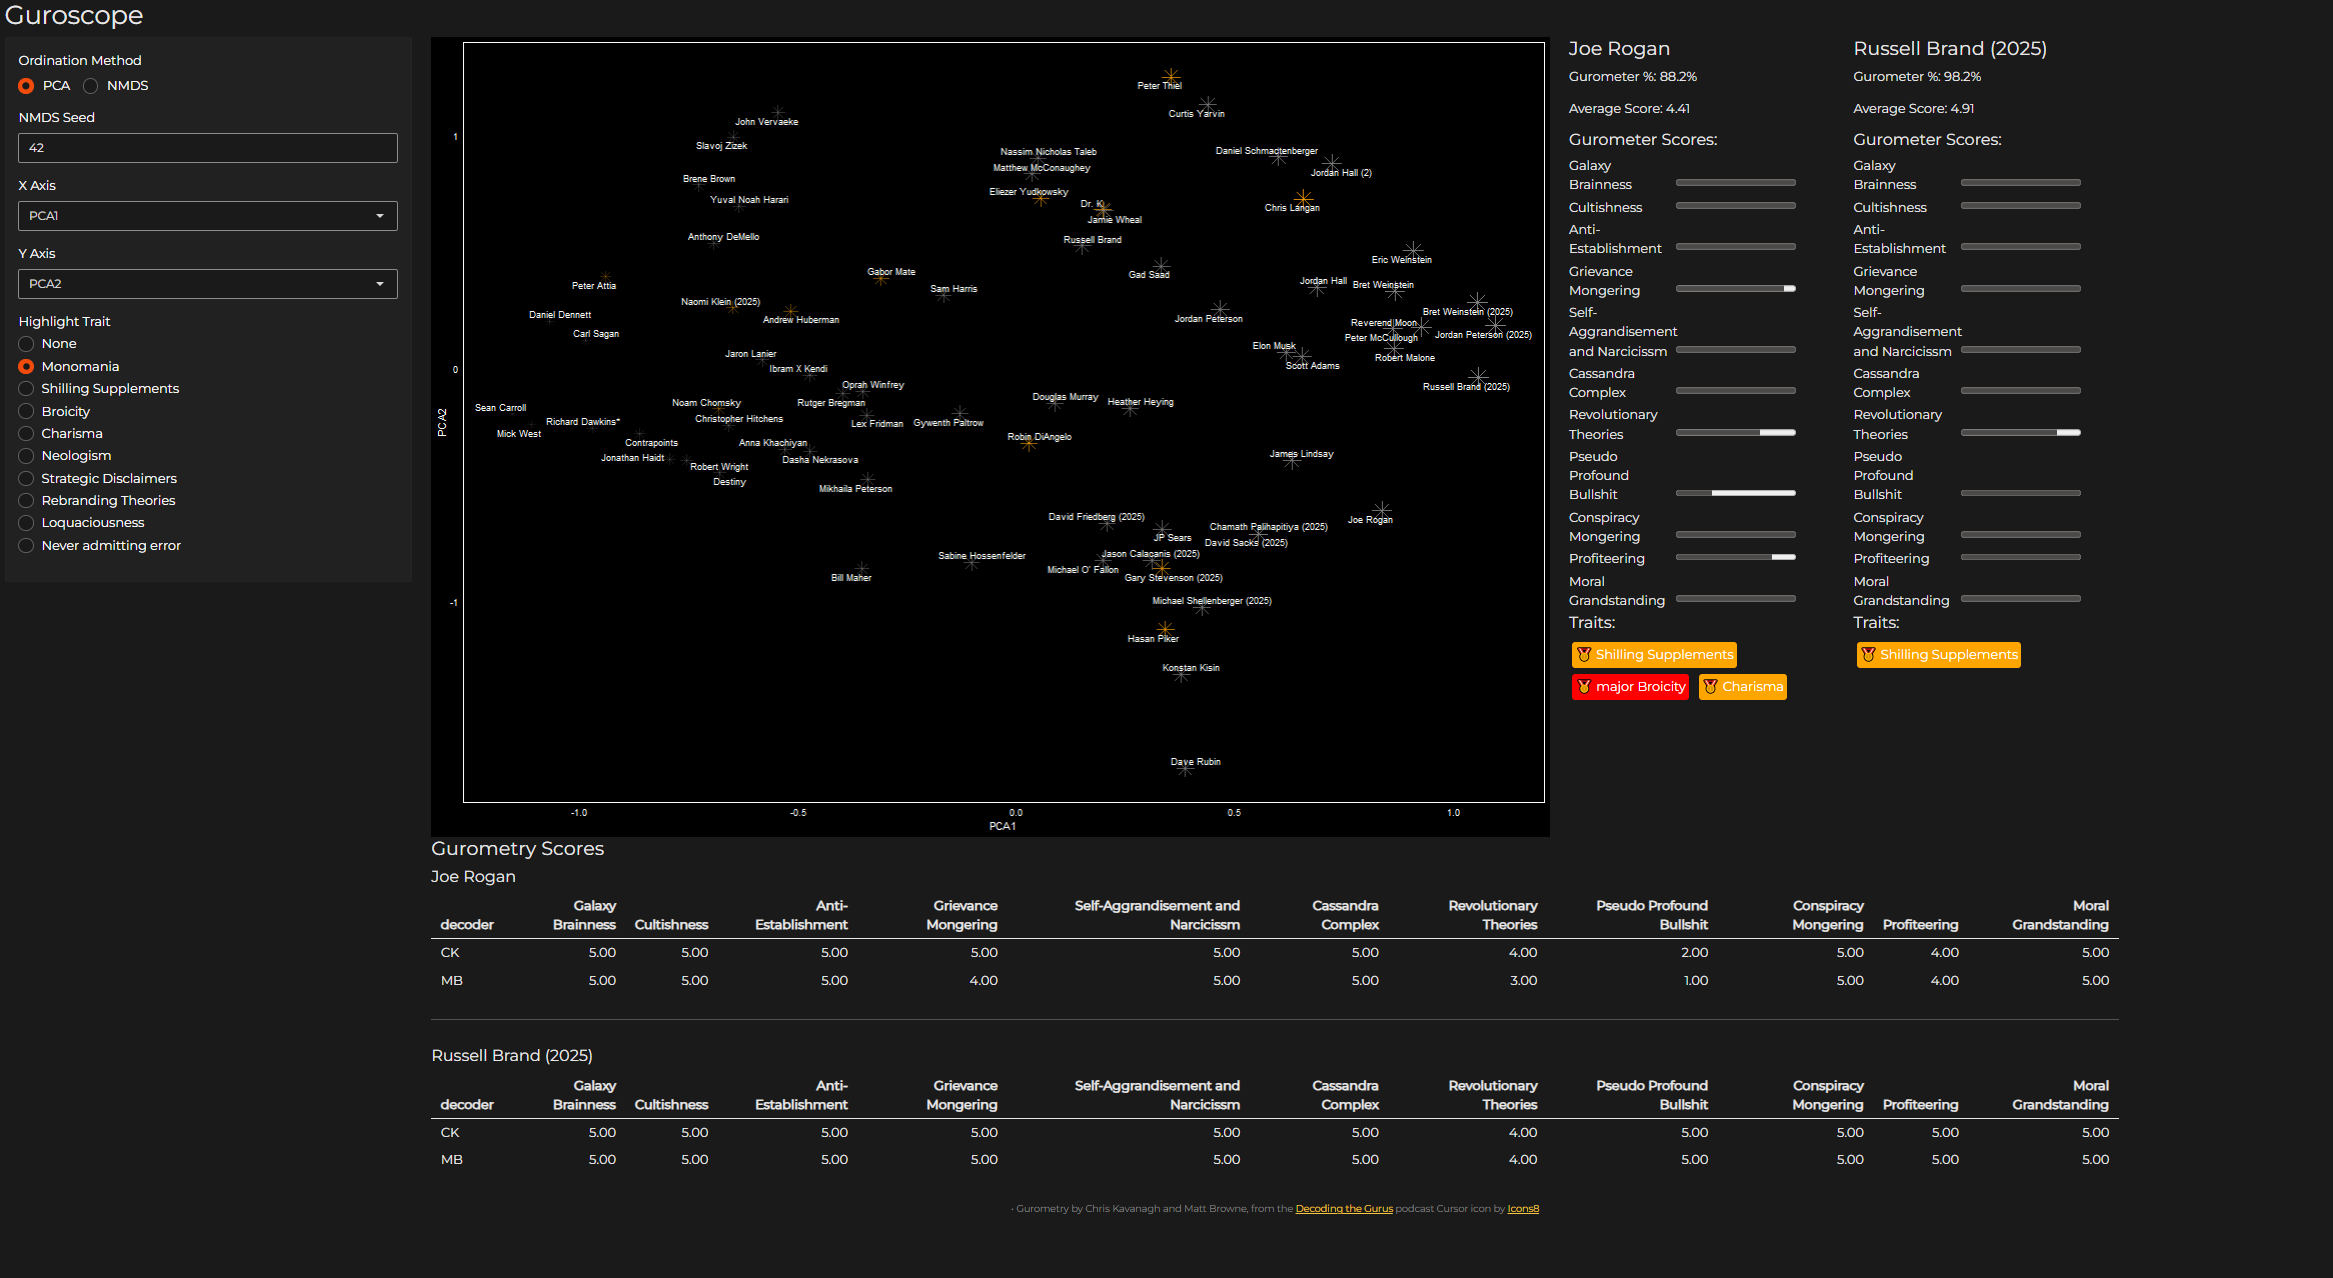 Guroscope
Ordination Method
PCA NMDS
NMDS Seed
42
X Axis
PCA1
Y Axis
PCA2
Highlight Trait
None
Monomania
Shilling Supplements
Broicity
Charisma
Neologism
Strategic Disclaimers
Rebranding Theories
Loquaciousness
Never admitting error
Peter Thiel
Curtis Yarvin
John Vervaeke
Slavoj Zizek
Nassim Nicholas Taleb
Daniel Schmactenberger
Matthew McConaughey
Jordan Hall (2)
Brene Brown
Eliezer Yudkowsky
Yuval Noah Harari
Dr. K
Chris Langan
Jamie Wheal
Anthony DeMello
Russell Brand
Eric Weinstein
Gabor Mate
Gad Saad
Peter Attia
Sam Harris
Jordan Hall
Bret Weinstein
Naomi Klein (2025)
Bret Weinstein (2025)
Daniel Dennett
Andrew Huberman
Jordan Peterson
Reverend Moon
Carl Sagan
Peter McCullough
Jordan Peterson (2025)
Elon Musk
Jaron Lanier
Robert Malone
Ibram X Kendi
Scott Adams
Oprah Winfrey
Russell Brand (2025)
Noam Chomsky
Rutger Bregman
Douglas Murray
Heather Heying
Sean Carroll
Richard Dawkins*
Christopher Hitchens
Lex Fridman
Gywenth Paltrow
Mick West
Contrapoints
Anna Khachiyan
Robin DiAngelo
Jonathan Haidt
Robert Wright
Dasha Nekrasova
James Lindsay
Destiny
Mikhaila Peterson
David Friedberg (2025)
Joe Rogan
Chamath Palihapitiya (2025)
JP Sears
David Sacks (2025)
Sabine Hossenfelder
Jason Calacanis (2025)
Michael O' Fallon
Bill Maher
Gary Stevenson (2025)
Michael Shellenberger (2025)
Hasan Piker
Konstan Kisin
Dave Rubin
1
0
-1
PCA2
-1.0 -0.5 0.0 0.5 1.0
PCA1
Joe Rogan
Gurometer %: 88.2%
Average Score: 4.41
Gurometer Scores:
Galaxy
Brainness
Cultishness
Anti-
Establishment
Grievance
Mongering
Self-
Aggrandisement
and Narcicissm
Cassandra
Complex
Revolutionary
Theories
Pseudo
Profound
Bullshit
Conspiracy
Mongering
Profiteering
Moral
Grandstanding
Traits:
Shilling Supplements
major Broicity Charisma
Russell Brand (2025)
Gurometer %: 98.2%
Average Score: 4.91
Gurometer Scores:
Galaxy
Brainness
Cultishness
Anti-
Establishment
Grievance
Mongering
Self-
Aggrandisement
and Narcicissm
Cassandra
Complex
Revolutionary
Theories
Pseudo
Profound
Bullshit
Conspiracy
Mongering
Profiteering
Moral
Grandstanding
Traits:
Shilling Supplements
Gurometry Scores
Joe Rogan
decoder Galaxy Brainness Cultishness Anti-Establishment Grievance Mongering Self-Aggrandisement and Narcicissm Cassandra Complex Revolutionary Theories Pseudo Profound Bullshit Conspiracy Mongering Profiteering Moral Grandstanding
CK 5.00 5.00 5.00 5.00 5.00 5.00 4.00 2.00 5.00 4.00 5.00
MB 5.00 5.00 5.00 4.00 5.00 5.00 3.00 1.00 5.00 4.00 5.00
Russell Brand (2025)
decoder Galaxy Brainness Cultishness Anti-Establishment Grievance Mongering Self-Aggrandisement and Narcicissm Cassandra Complex Revolutionary Theories Pseudo Profound Bullshit Conspiracy Mongering Profiteering Moral Grandstanding
CK 5.00 5.00 5.00 5.00 5.00 5.00 4.00 5.00 5.00 5.00 5.00
MB 5.00 5.00 5.00 5.00 5.00 5.00 4.00 5.00 5.00 5.00 5.00
· Gurometry by Chris Kavanagh and Matt Browne, from the Decoding the Gurus podcast Cursor icon by Icons8